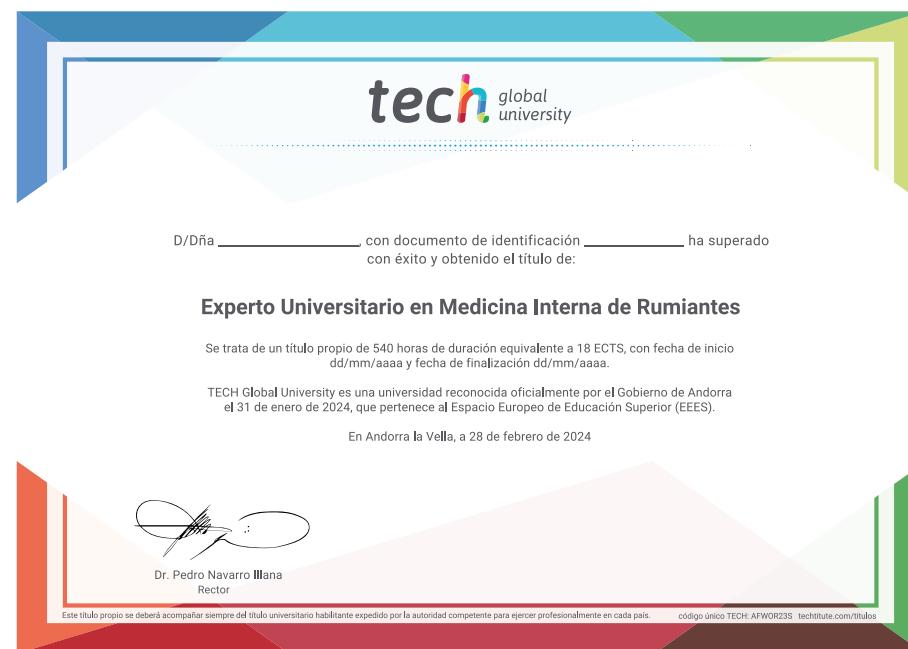 tech global university
D/Dña ____________________, con documento de identificación ______________ ha superado
con éxito y obtenido el título de:
Experto Universitario en Medicina Interna de Rumiantes
Se trata de un título propio de 540 horas de duración equivalente a 18 ECTS, con fecha de inicio
dd/mm/aaaa y fecha de finalización dd/mm/aaaa.
TECH Global University es una universidad reconocida oficialmente por el Gobierno de Andorra
el 31 de enero de 2024, que pertenece al Espacio Europeo de Educación Superior (EEES).
En Andorra la Vella, a 28 de febrero de 2024
Dr. Pedro Navarro Illana
Rector
Este título propio se deberá acompañar siempre del título universitario habilitante expedido por la autoridad competente para ejercer profesionalmente en cada país.
código único TECH: AFWOR23S techtitute.com/titulos